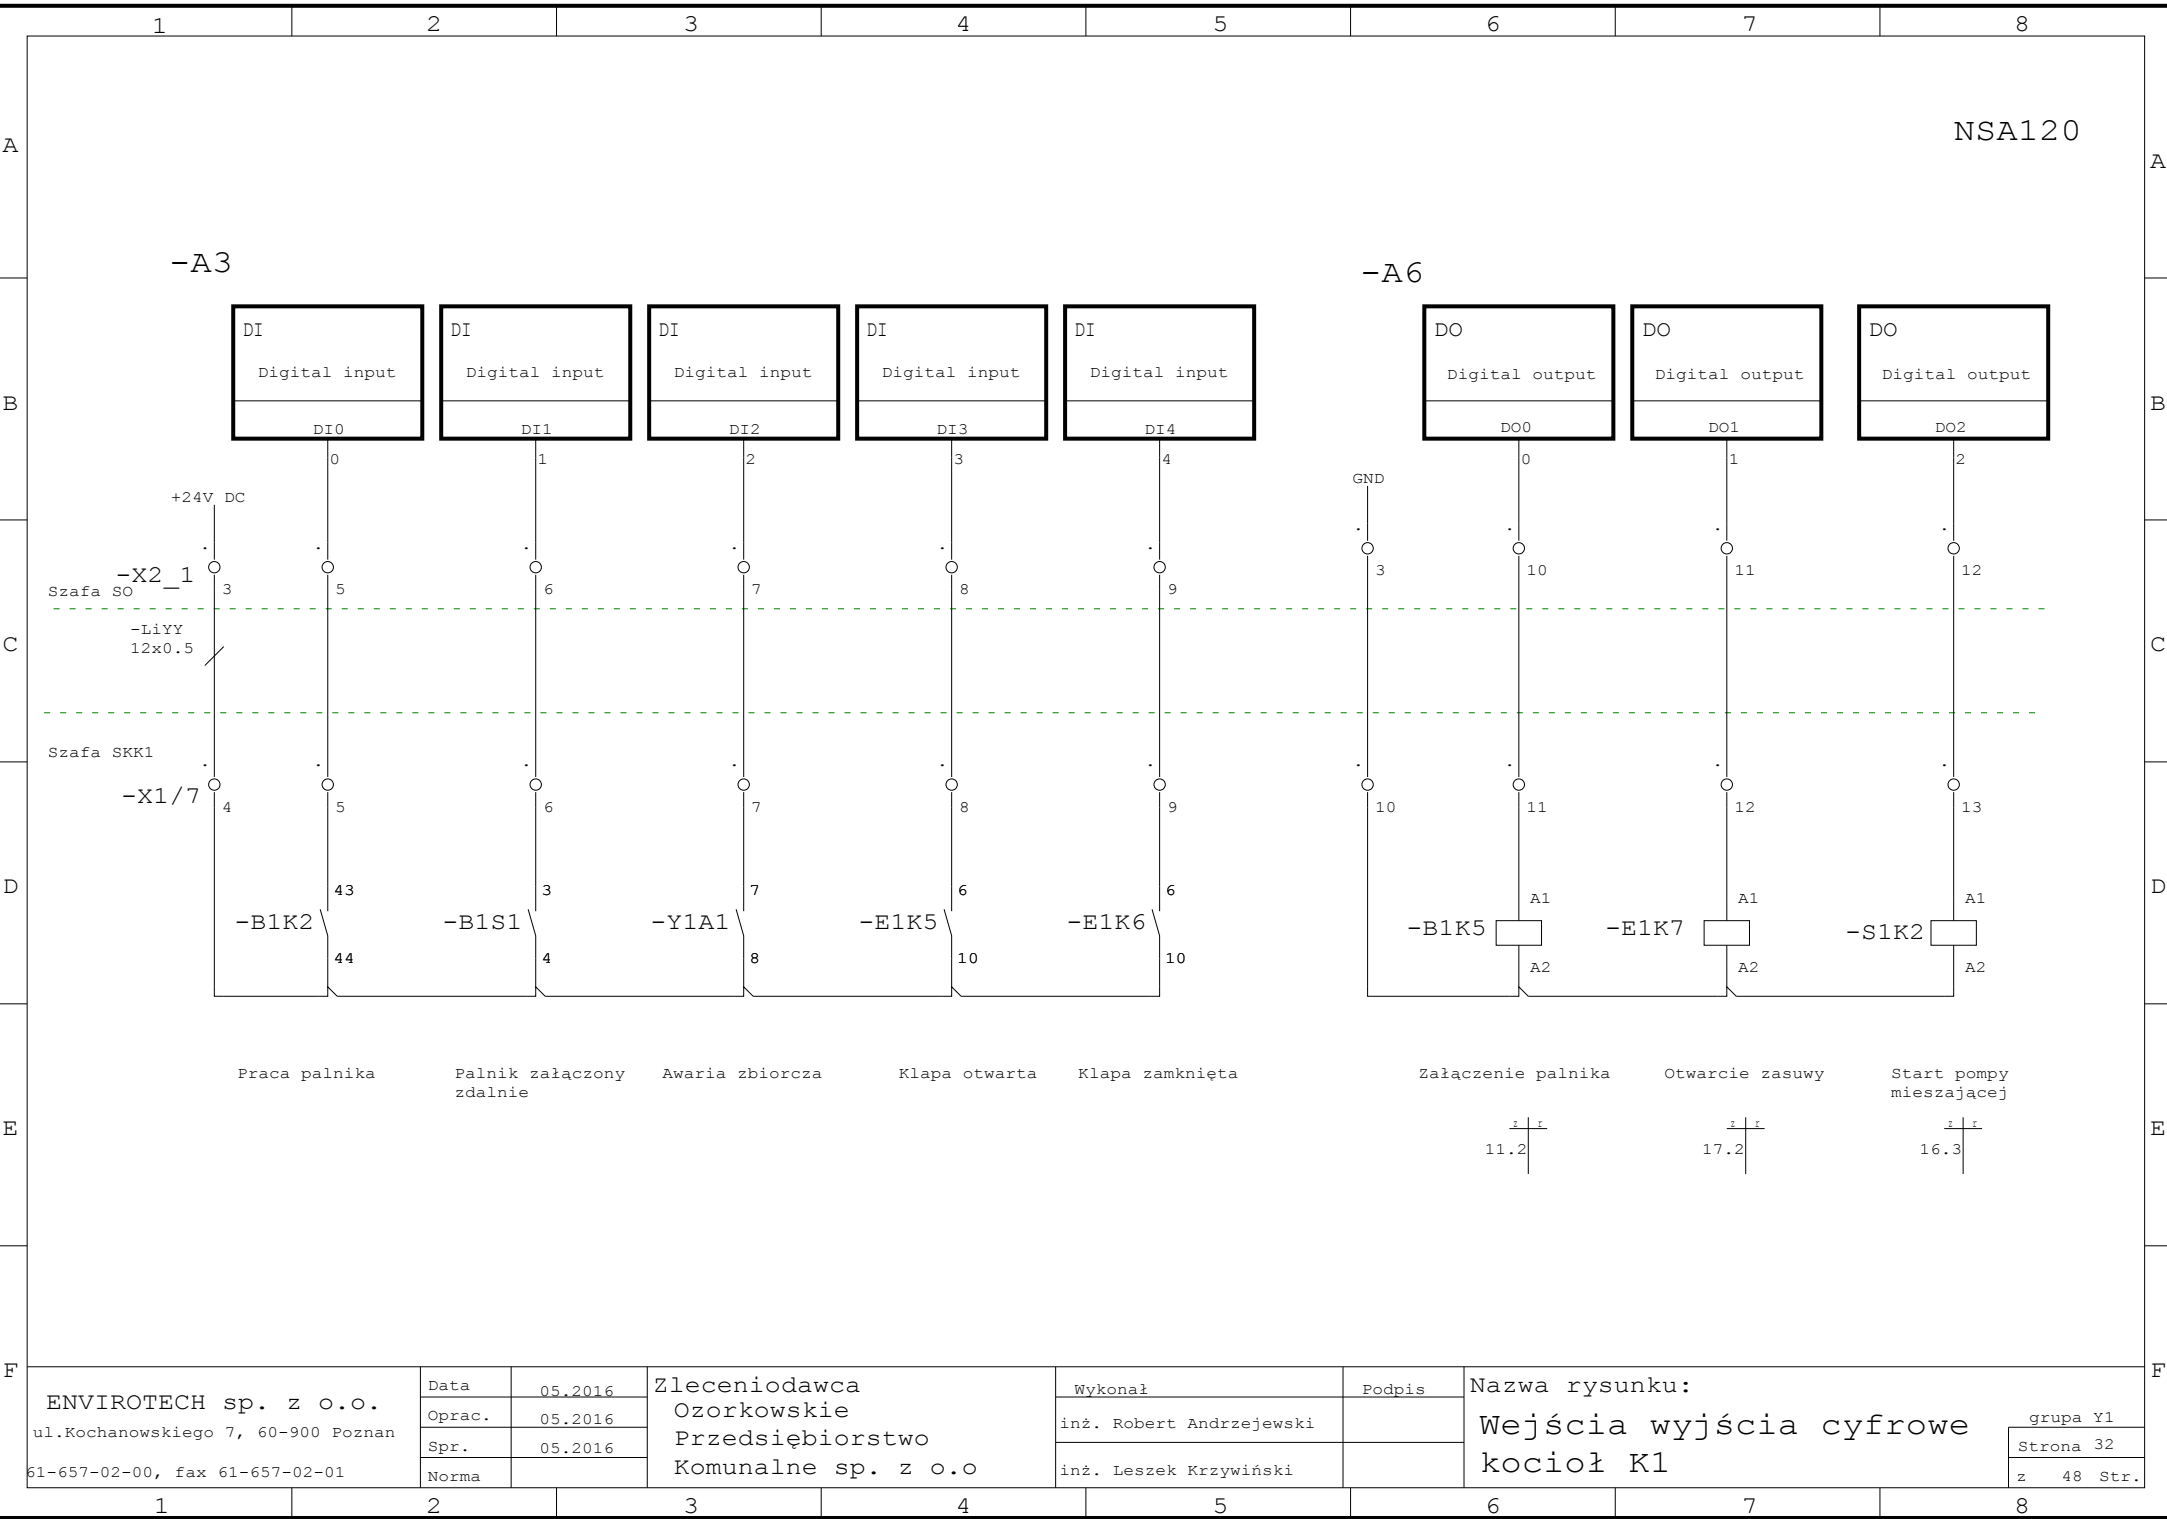 1 2 3 4 5 6 7 8
A A
NSA120
-A3
-A6
DI DI DI DI DI DO DO DO
Digital input Digital input Digital input Digital input Digital input Digital output Digital output Digital output
B B
DI0 DI1 DI2 DI3 DI4 DO0 DO1 DO2
0 1 2 3 4 0 1 2
GND
+24V DC
-X2_1
3 10 11 12
Szafa SO
3 5 6 7 8 9
-LiYY
12x0.5
C C
Szafa SKK1
-X1/7
4 5 6 7 8 9 10 11 12 13
D D
43 3 7 6 6 A1 A1 A1
-B1K2 -B1S1 -Y1A1 -E1K5 -E1K6 -B1K5 -E1K7 -S1K2
44 4 8 10 10 A2 A2 A2
Praca palnika
Palnik załączony
zdalnie
Awaria zbiorcza
Klapa otwarta
Klapa zamknięta
Załączenie palnika
Otwarcie zasuwy
Start pompy
mieszającej
E E
z r z r z r
11.2 17.2 16.3
F F
ENVIROTECH sp. z o.o.
ul.Kochanowskiego 7, 60-900 Poznan
61-657-02-00, fax 61-657-02-01
Data 05.2016
Oprac. 05.2016
Spr. 05.2016
Norma
Zleceniodawca
Ozorkowskie
Przedsiębiorstwo
Komunalne sp. z o.o
Wykonał Podpis
inż. Robert Andrzejewski
inż. Leszek Krzywiński
Nazwa rysunku:
Wejścia wyjścia cyfrowe
kocioł K1
grupa Y1
Strona 32
z 48 Str.
1 2 3 4 5 6 7 8